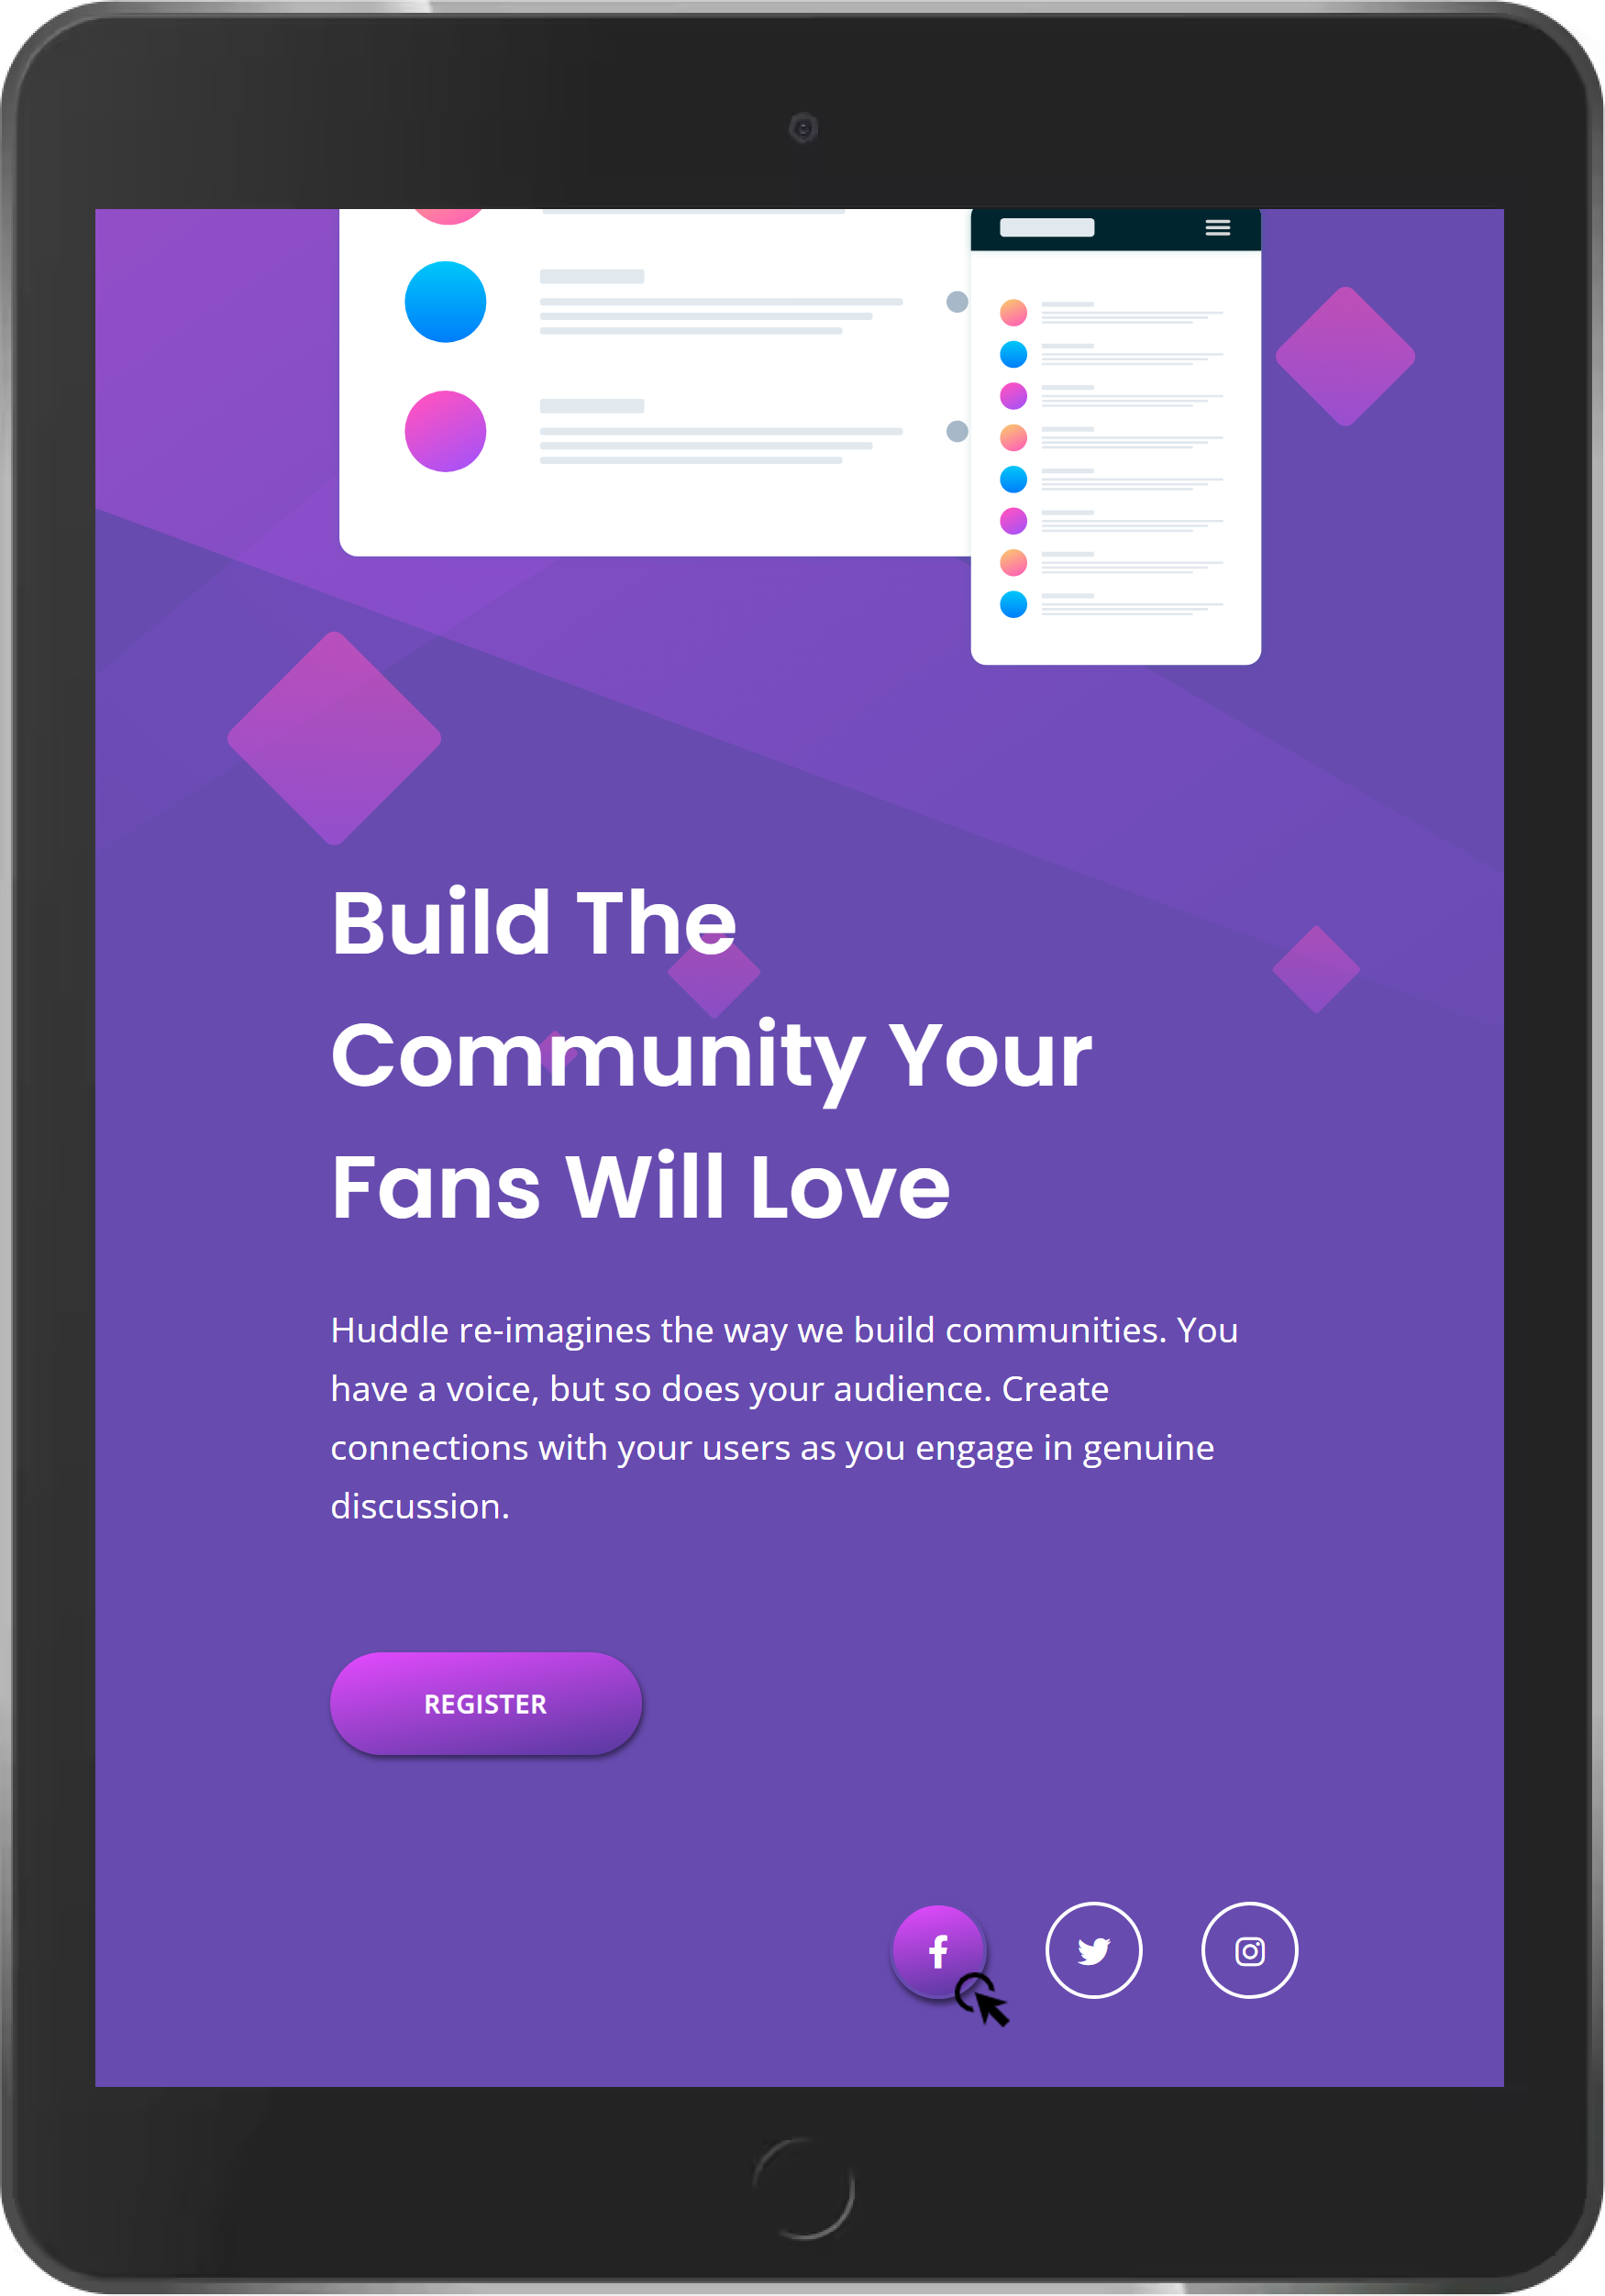 Build The
Community Your
Fans Will Love
Huddle re-imagines the way we build communities. You
have a voice, but so does your audience. Create
connections with your users as you engage in genuine
discussion.
REGISTER